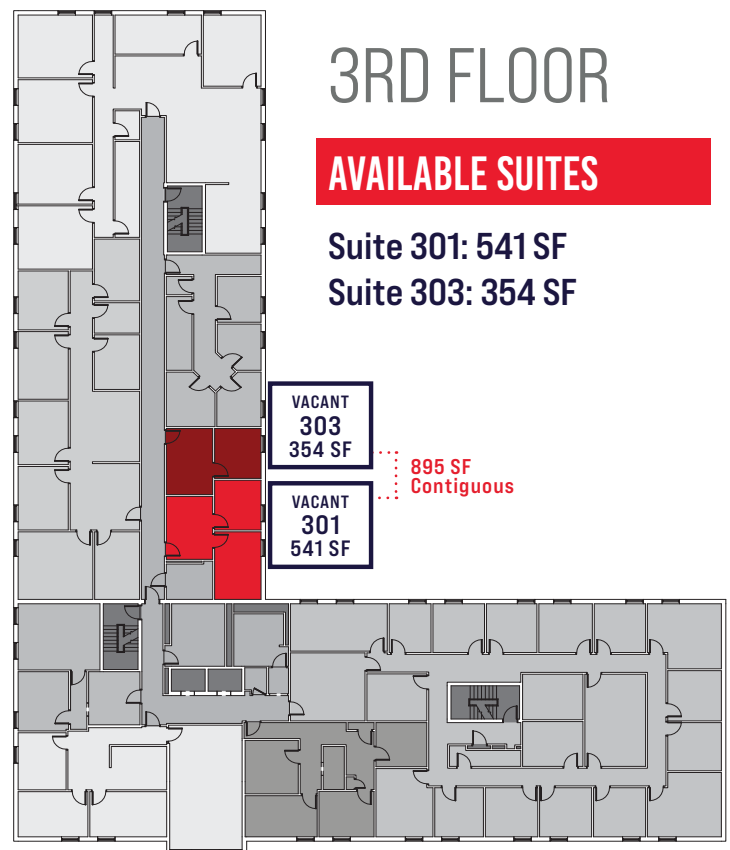 3RD FLOOR
AVAILABLE SUITES
Suite 301: 541 SF
Suite 303: 354 SF
VACANT
303
354 SF
895 SF
Contiguous
VACANT
301
541 SF